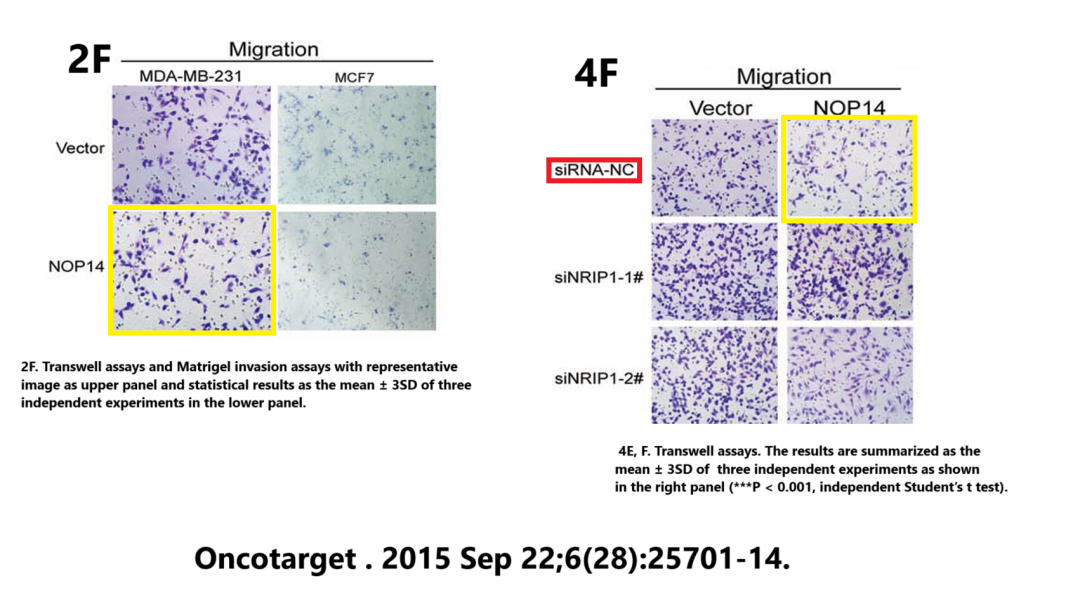 2F
Migration
MDA-MB-231 MCF7
Vector
NOP14
2F. Transwell assays and Matrigel invasion assays with representative
image as upper panel and statistical results as the mean ± 3SD of three
independent experiments in the lower panel.
4F
Migration
Vector NOP14
siRNA-NC
siNRIP1-1#
siNRIP1-2#
4E, F. Transwell assays. The results are summarized as the
mean ± 3SD of three independent experiments as shown
in the right panel (***P < 0.001, independent Student’s t test).
Oncotarget . 2015 Sep 22;6(28):25701-14.